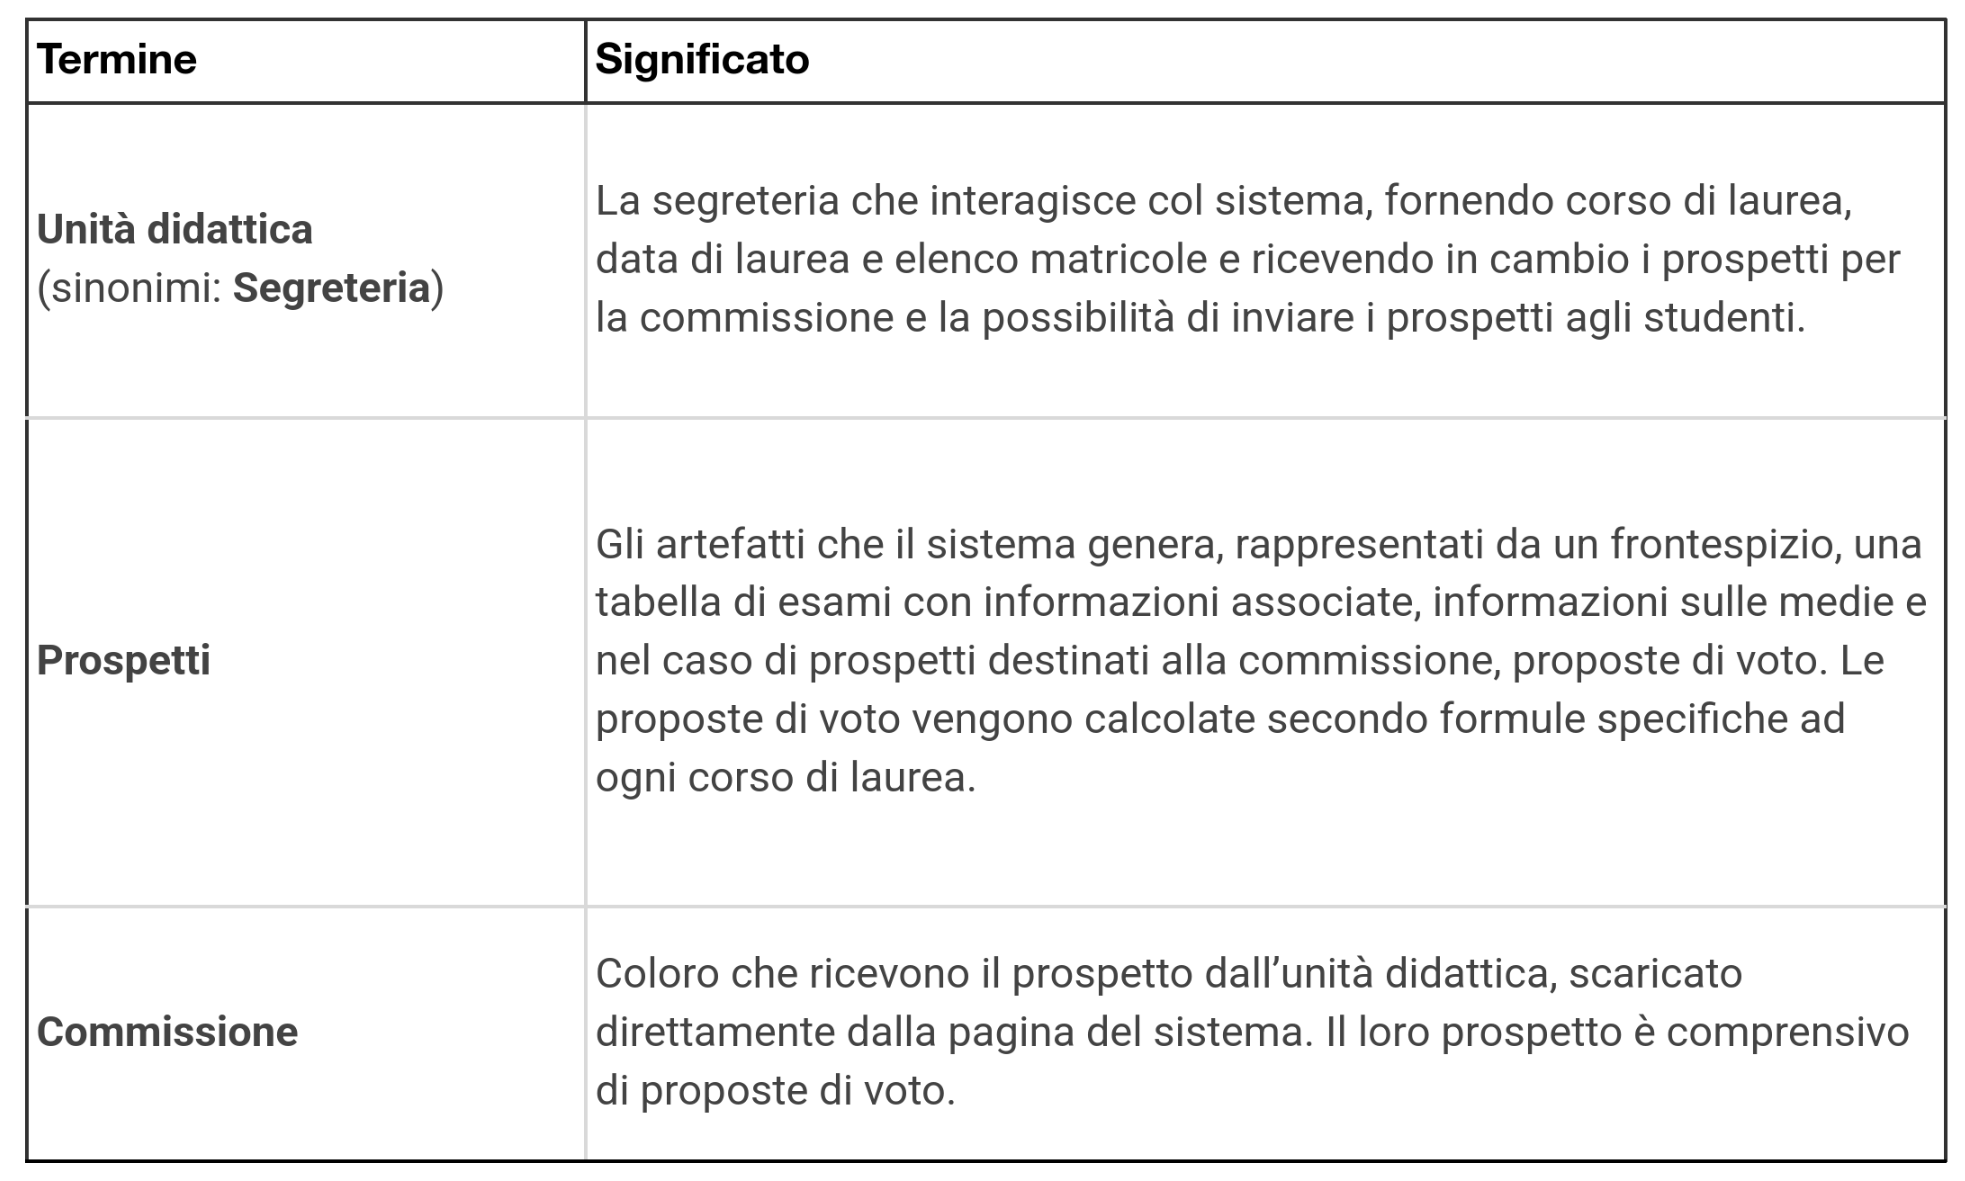 Termine
Significato
Unità didattica
(sinonimi: Segreteria)
La segreteria che interagisce col sistema, fornendo corso di laurea,
data di laurea e elenco matricole e ricevendo in cambio i prospetti per
la commissione e la possibilità di inviare i prospetti agli studenti.
Prospetti
Gli artefatti che il sistema genera, rappresentati da un frontespizio, una
tabella di esami con informazioni associate, informazioni sulle medie e
nel caso di prospetti destinati alla commissione, proposte di voto. Le
proposte di voto vengono calcolate secondo formule specifiche ad
ogni corso di laurea.
Commissione
Coloro che ricevono il prospetto dall’unità didattica, scaricato
direttamente dalla pagina del sistema. Il loro prospetto è comprensivo
di proposte di voto.